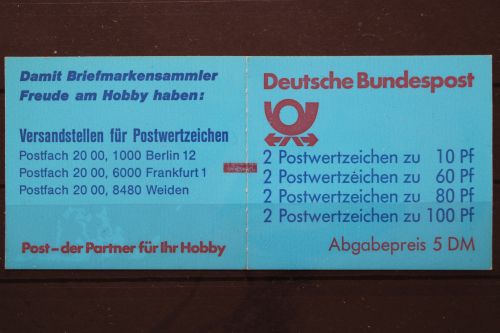 Damit Briefmarkensammler
Freude am Hobby haben:
Versandstellen für Postwertzeichen
Postfach 20 00, 1000 Berlin 12
Postfach 20 00, 6000 Frankfurt 1
Postfach 20 00, 8480 Weiden
Post – der Partner für Ihr Hobby
Deutsche Bundespost
2 Postwertzeichen zu 10 Pf
2 Postwertzeichen zu 60 Pf
2 Postwertzeichen zu 80 Pf
2 Postwertzeichen zu 100 Pf
Abgabepreis 5 DM